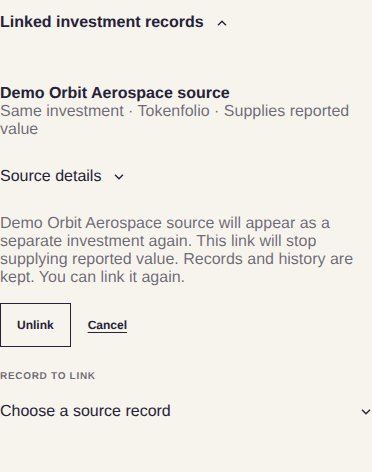 Linked investment records
Demo Orbit Aerospace source
Same investment · Tokenfolio · Supplies reported
value
Source details
Demo Orbit Aerospace source will appear as a
separate investment again. This link will stop
supplying reported value. Records and history are
kept. You can link it again.
Unlink Cancel
RECORD TO LINK
Choose a source record